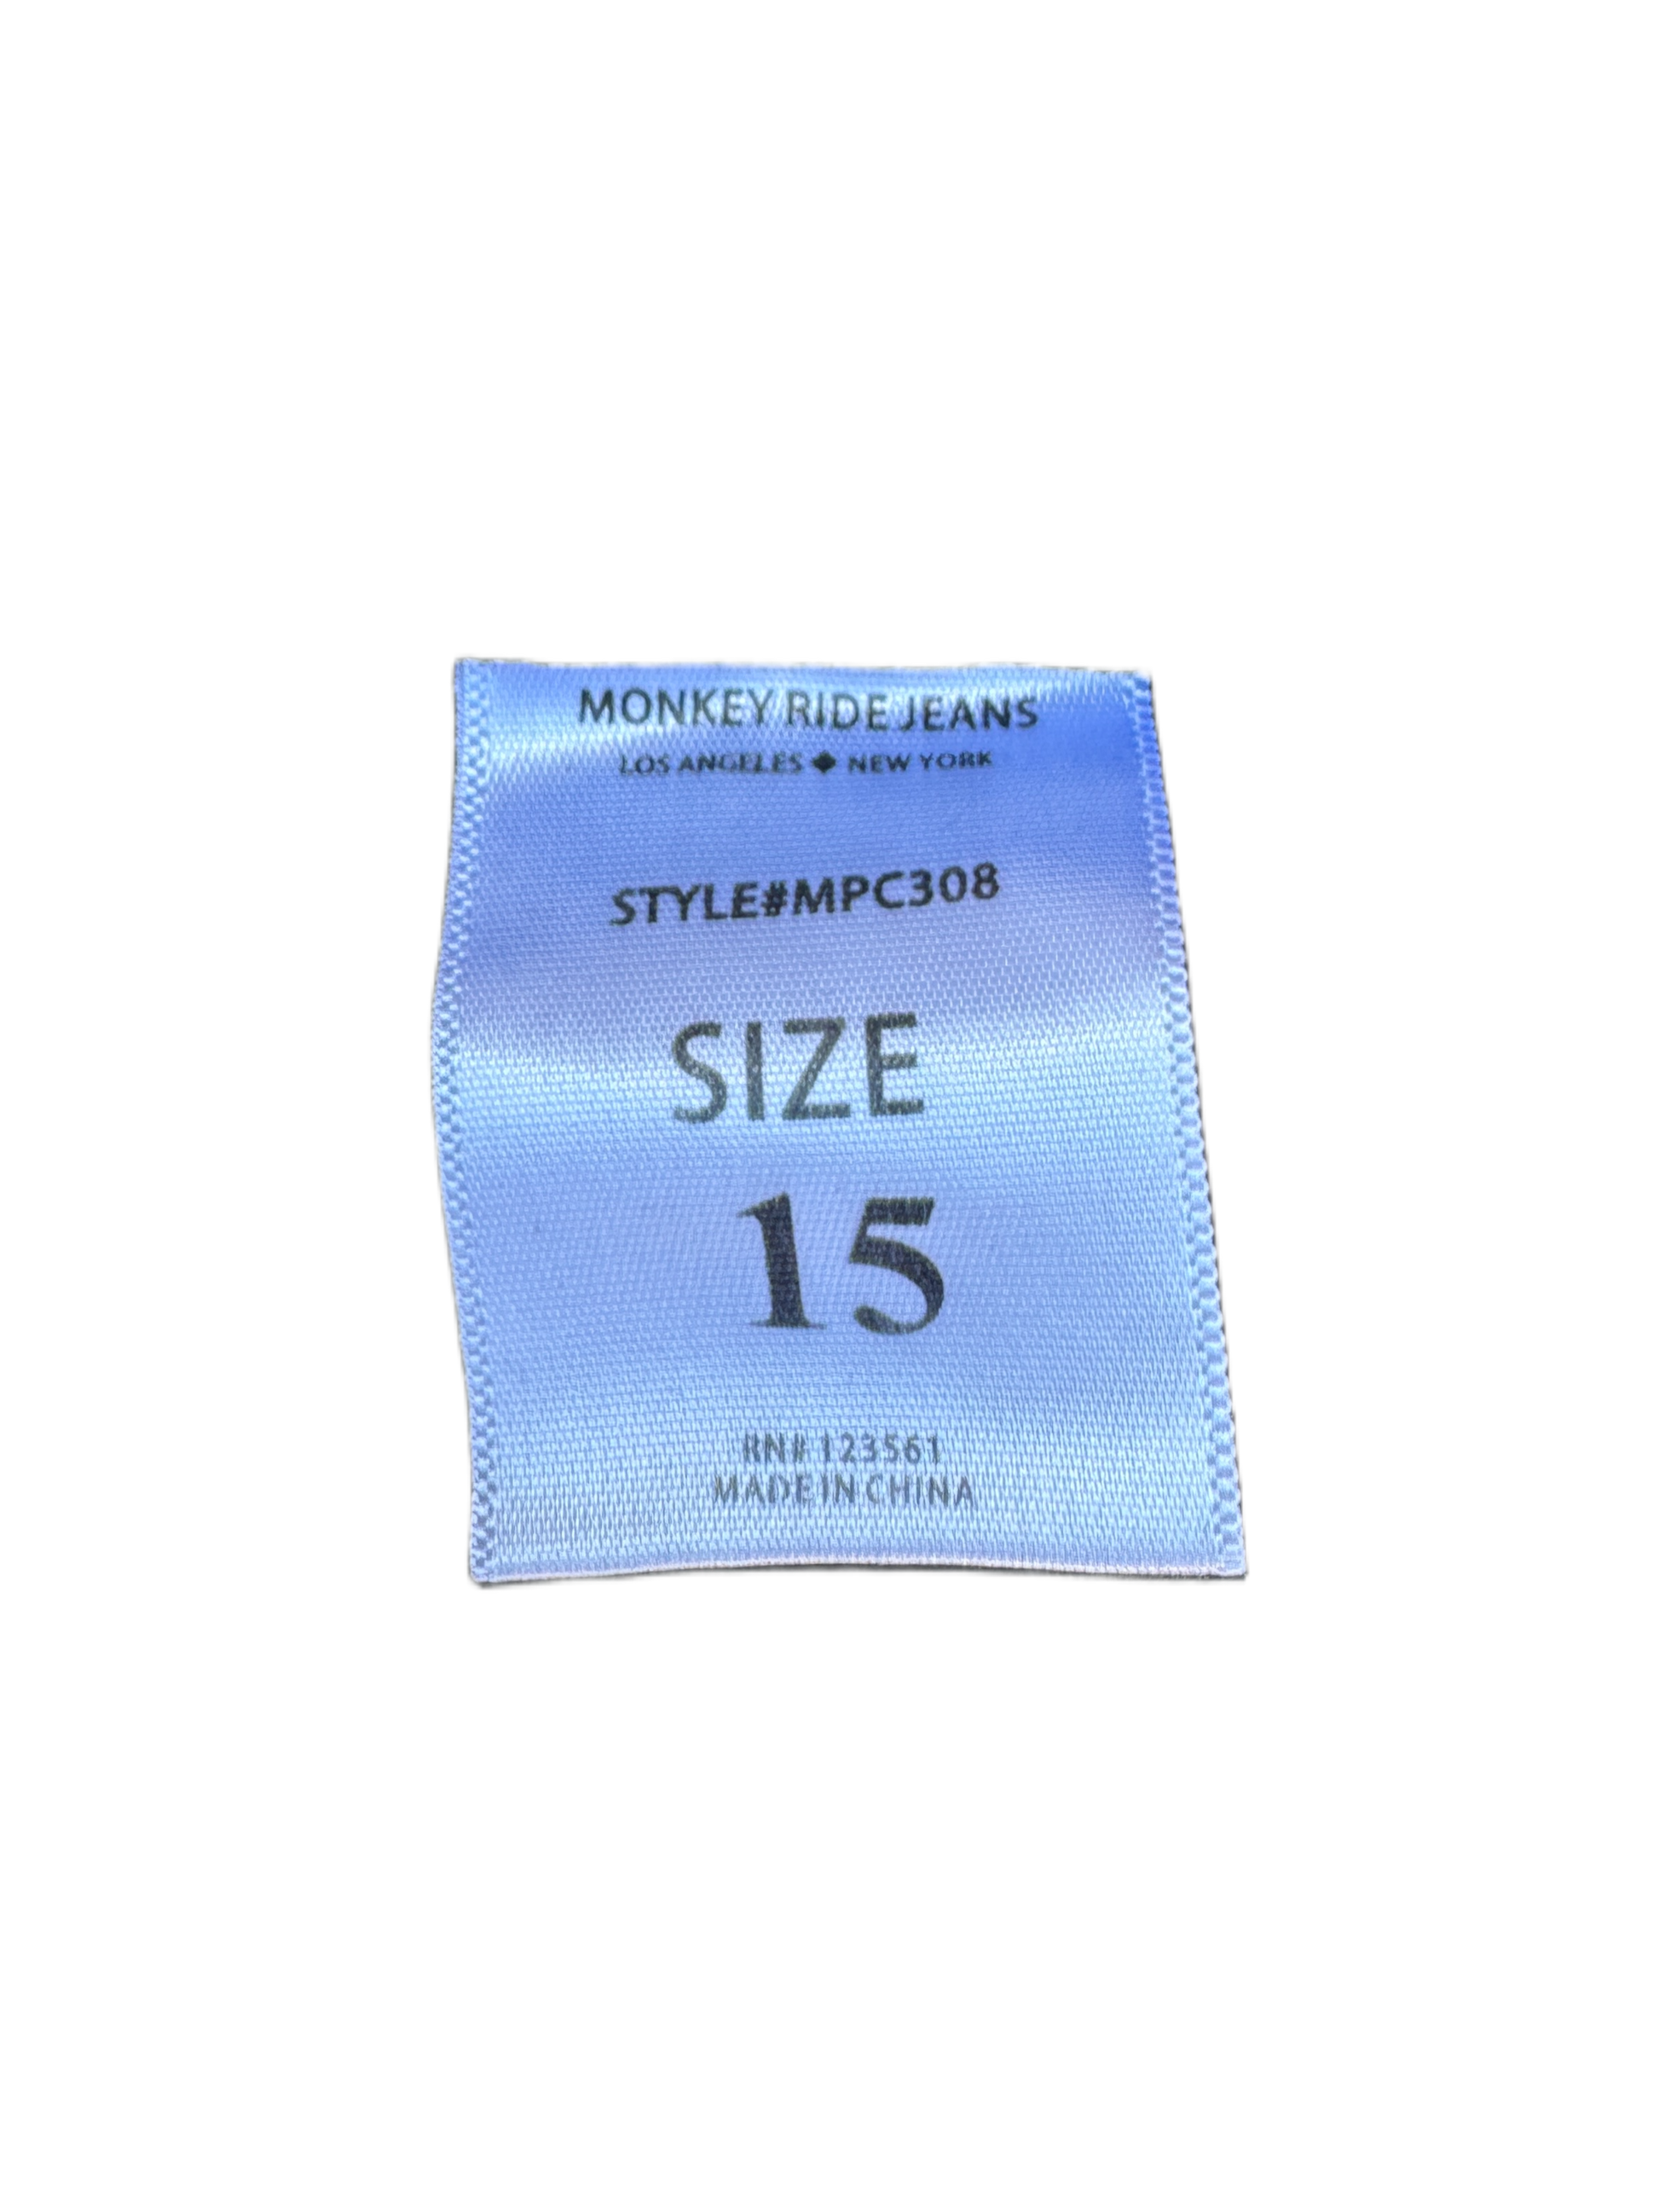 MONKEY RIDE JEANS
LOS ANGELES ◆ NEW YORK
STYLE#MPC308
SIZE
15
RN# 123561
MADE IN CHINA